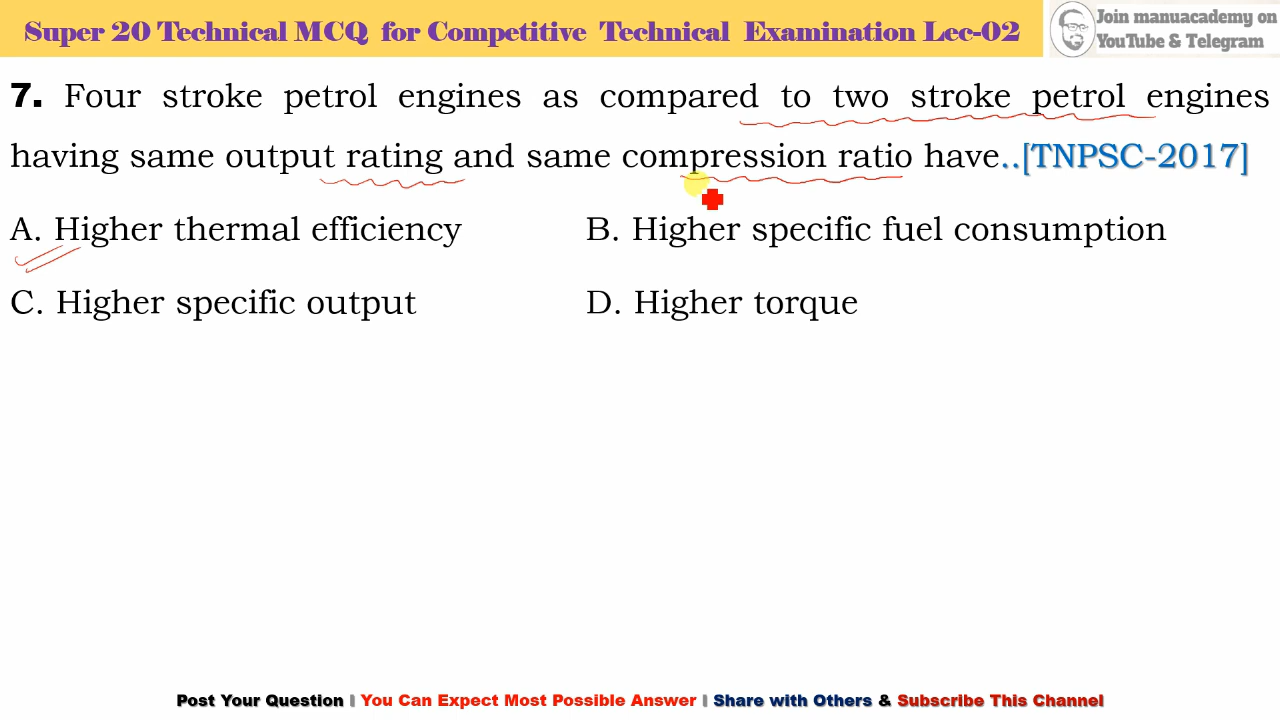 Super 20 Technical MCQ for Competitive Technical Examination Lec-02
Join manuacademy on
YouTube & Telegram
7. Four stroke petrol engines as compared to two stroke petrol engines
having same output rating and same compression ratio have..[TNPSC-2017]
A. Higher thermal efficiency B. Higher specific fuel consumption
C. Higher specific output D. Higher torque
Post Your Question | You Can Expect Most Possible Answer | Share with Others & Subscribe This Channel